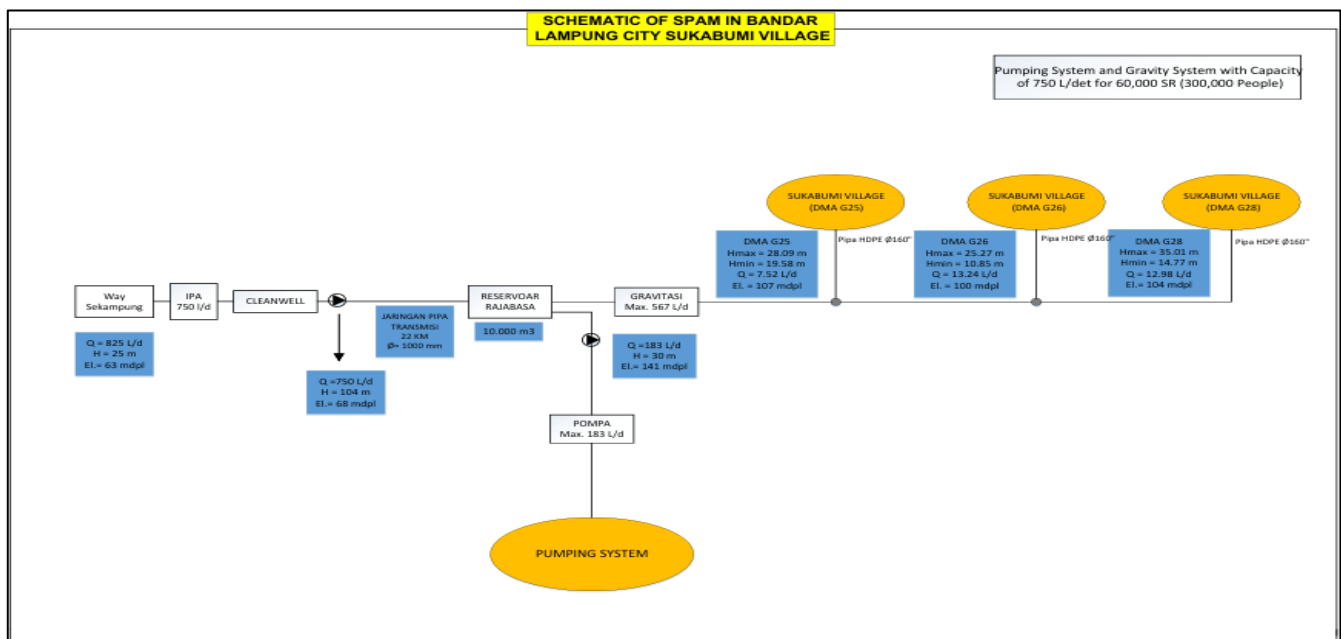 SCHEMATIC OF SPAM IN BANDAR
LAMPUNG CITY SUKABUMI VILLAGE
Pumping System and Gravity System with Capacity
of 750 L/det for 60,000 SR (300,000 People)
SUKABUMI VILLAGE
(DMA G25)
SUKABUMI VILLAGE
(DMA G26)
SUKABUMI VILLAGE
(DMA G28)
DMA G25
Hmax = 28.09 m
Hmin = 19.58 m
Q = 7.52 L/d
El. = 107 mdpl
Pipa HDPE Ø160"
DMA G26
Hmax = 25.27 m
Hmin = 10.85 m
Q = 13.24 L/d
El. = 100 mdpl
Pipa HDPE Ø160"
DMA G28
Hmax = 35.01 m
Hmin = 14.77 m
Q = 12.98 L/d
El. = 104 mdpl
Pipa HDPE Ø160"
Way
Sekampung
IPA
750 l/d
CLEANWELL
RESERVOAR
RAJABASA
GRAVITASI
Max. 567 L/d
Q = 825 L/d
H = 25 m
El.= 63 mdpl
JARINGAN PIPA
TRANSMISI
22 KM
Ø= 1000 mm
10.000 m3
Q =183 L/d
H = 30 m
El.= 141 mdpl
Q =750 L/d
H = 104 m
El.= 68 mdpl
POMPA
Max. 183 L/d
PUMPING SYSTEM